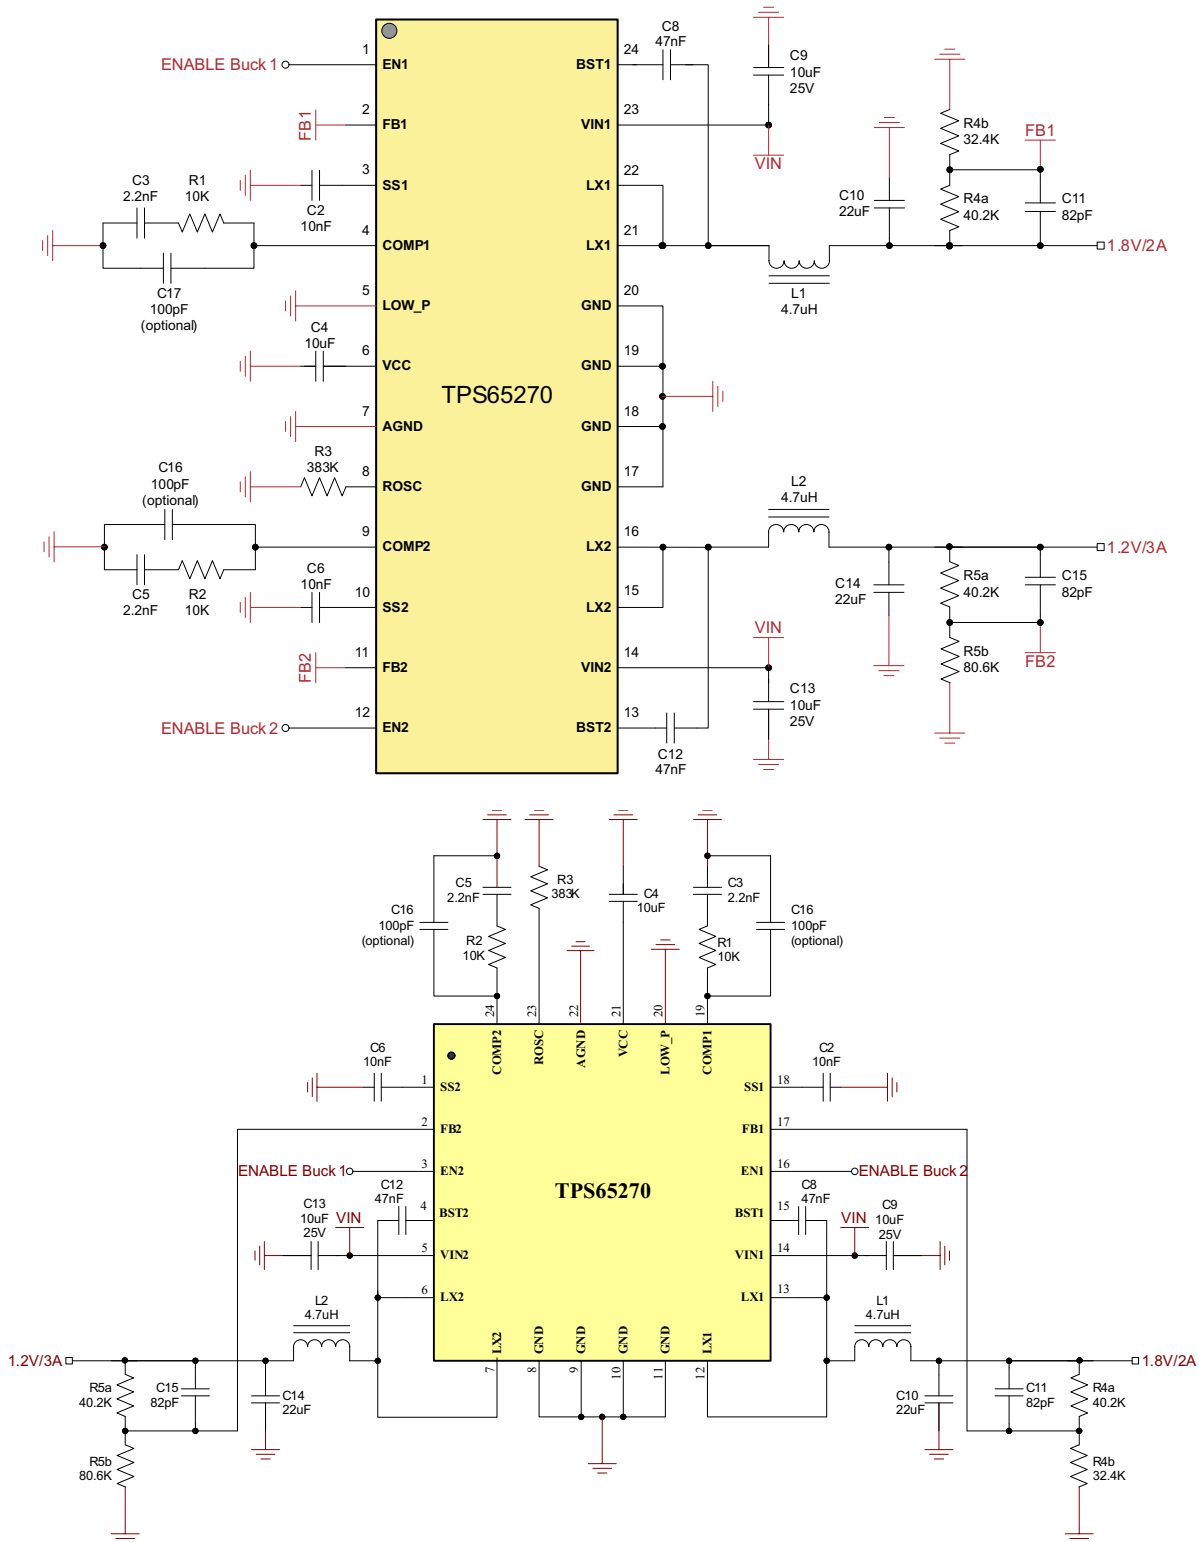 C8
47nF
C9
10uF
25V
1
24
ENABLE Buck 1
EN1
BST1
2
23
FB1
FB1
VIN1
VIN
R4b
32.4K
FB1
3
22
C3
2.2nF
R1
10K
SS1
LX1
C2
10nF
C10
22uF
R4a
40.2K
C11
82pF
4
21
COMP1
LX1
1.8V/2A
C17
100pF
(optional)
L1
4.7uH
5
20
LOW_P
GND
C4
10uF
6
19
VCC
GND
TPS65270
7
18
AGND
GND
R3
383K
8
17
ROSC
GND
C16
100pF
(optional)
L2
4.7uH
9
16
COMP2
LX2
1.2V/3A
C5
2.2nF
R2
10K
C6
10nF
10
15
SS2
LX2
C14
22uF
R5a
40.2K
C15
82pF
11
14
FB2
FB2
VIN2
VIN
R5b
80.6K
FB2
C13
10uF
25V
12
13
ENABLE Buck 2
EN2
BST2
C12
47nF
C5
2.2nF
R3
383K
C4
10uF
C3
2.2nF
C16
100pF
(optional)
R2
10K
R1
10K
C16
100pF
(optional)
24
23
22
21
20
19
COMP2
ROSC
AGND
VCC
LOW_P
COMP1
C6
10nF
C2
10nF
1
SS2
SS1
18
2
FB2
FB1
17
ENABLE Buck 1
3
EN2
EN1
16
ENABLE Buck 2
TPS65270
C12
47nF
4
BST2
BST1
15
C8
47nF
C13
10uF
25V
VIN
VIN
C9
10uF
25V
5
VIN2
VIN1
14
6
LX2
LX1
13
L2
4.7uH
L1
4.7uH
LX2
GND
GND
GND
GND
LX1
7
8
9
10
11
12
1.2V/3A
1.8V/2A
R5a
40.2K
C15
82pF
C14
22uF
C10
22uF
C11
82pF
R4a
40.2K
R5b
80.6K
R4b
32.4K